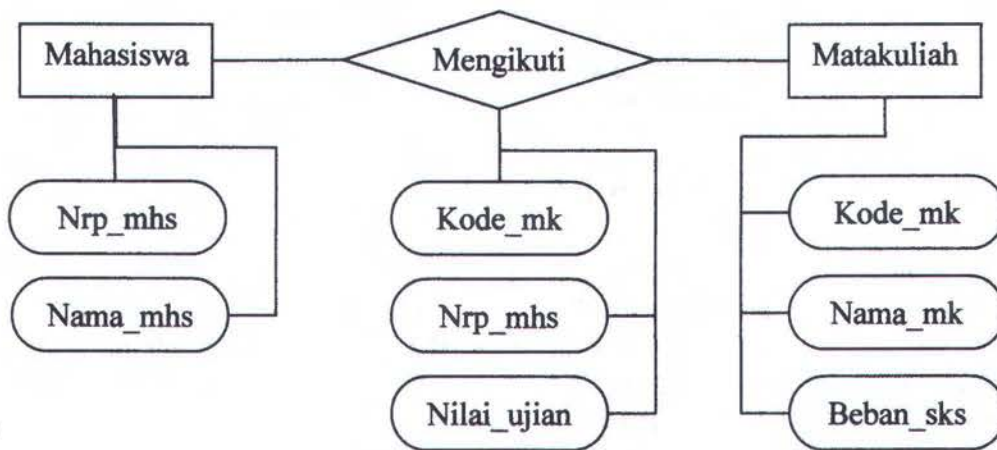 Mahasiswa
Mengikuti
Matakuliah
Nrp_mhs
Nama_mhs
Kode_mk
Nrp_mhs
Nilai_ujian
Kode_mk
Nama_mk
Beban_sks